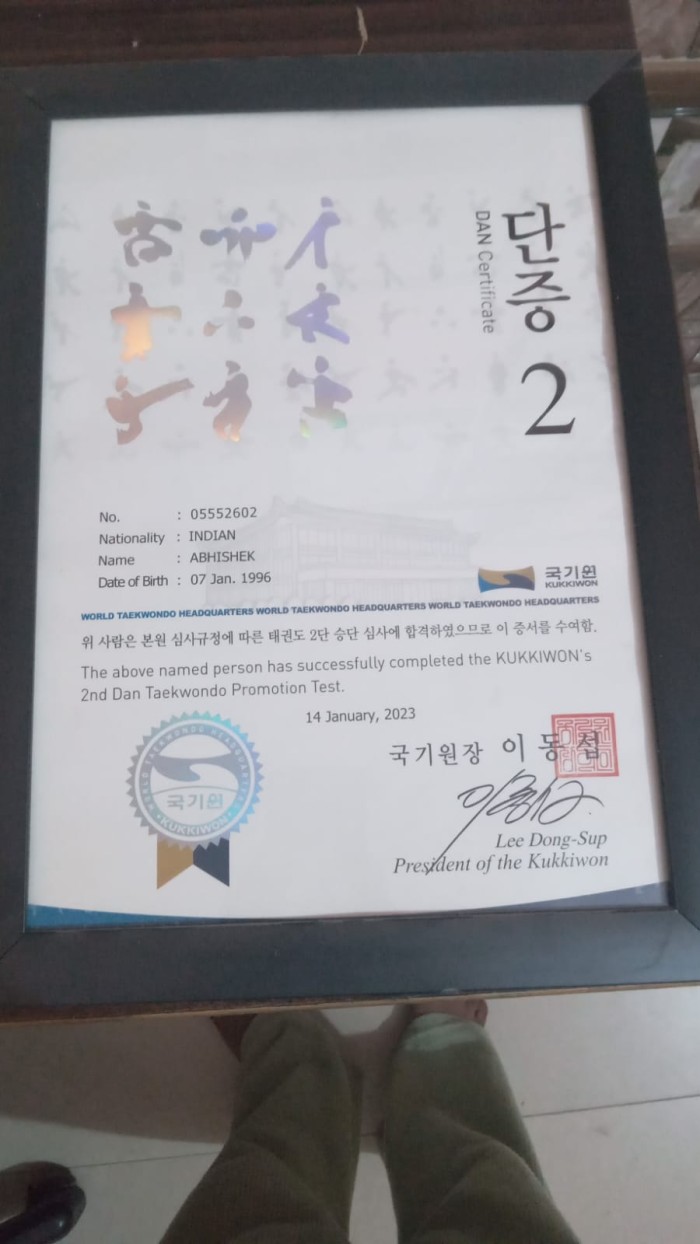 단증
DAN Certificate
2
No. : 05552602
Nationality : INDIAN
Name : ABHISHEK
Date of Birth : 07 Jan. 1996
국기원
KUKKIWON
WORLD TAEKWONDO HEADQUARTERS WORLD TAEKWONDO HEADQUARTERS WORLD TAEKWONDO HEADQUARTERS
위 사람은 본원 심사규정에 따른 태권도 2단 승단 심사에 합격하였으므로 이 증서를 수여함.
The above named person has successfully completed the KUKKIWON's
2nd Dan Taekwondo Promotion Test.
14 January, 2023
WORLD TAEKWONDO HEADQUARTERS
국기원
KUKKIWON
국기원장 이동섭
Lee Dong-Sup
President of the Kukkiwon